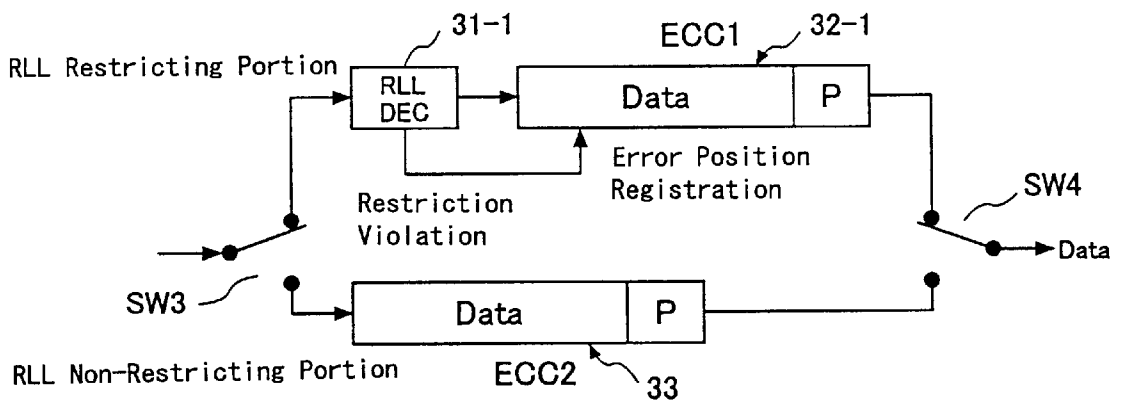 31-1
ECC1
32-1
RLL Restricting Portion
RLL
DEC
Data
P
Error Position
Registration
Restriction
Violation
SW4
Data
SW3
Data
P
RLL Non-Restricting Portion
ECC2
33